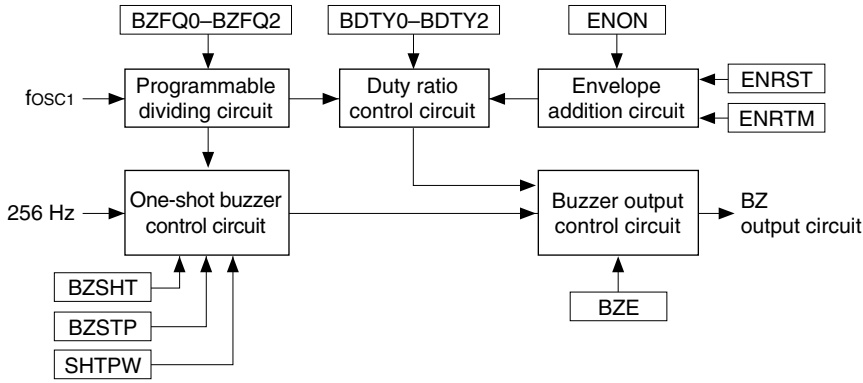 BZFQ0–BZFQ2
BDTY0–BDTY2
ENON
fOSC1
Programmable
dividing circuit
Duty ratio
control circuit
Envelope
addition circuit
ENRST
ENRTM
256 Hz
One-shot buzzer
control circuit
Buzzer output
control circuit
BZ
output circuit
BZSHT
BZSTP
SHTPW
BZE